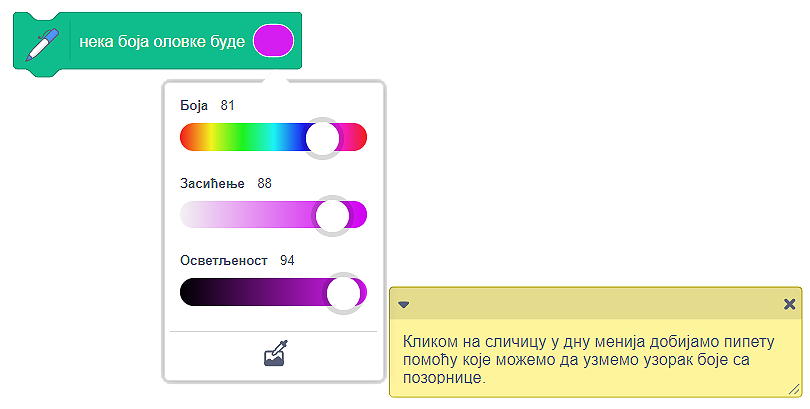 нека боја оловке буде
Боја 81
Засићење 88
Осветљеност 94
Кликом на сличицу у дну менија добијамо пипету
помоћу које можемо да узмемо узорак боје са
позорнице.